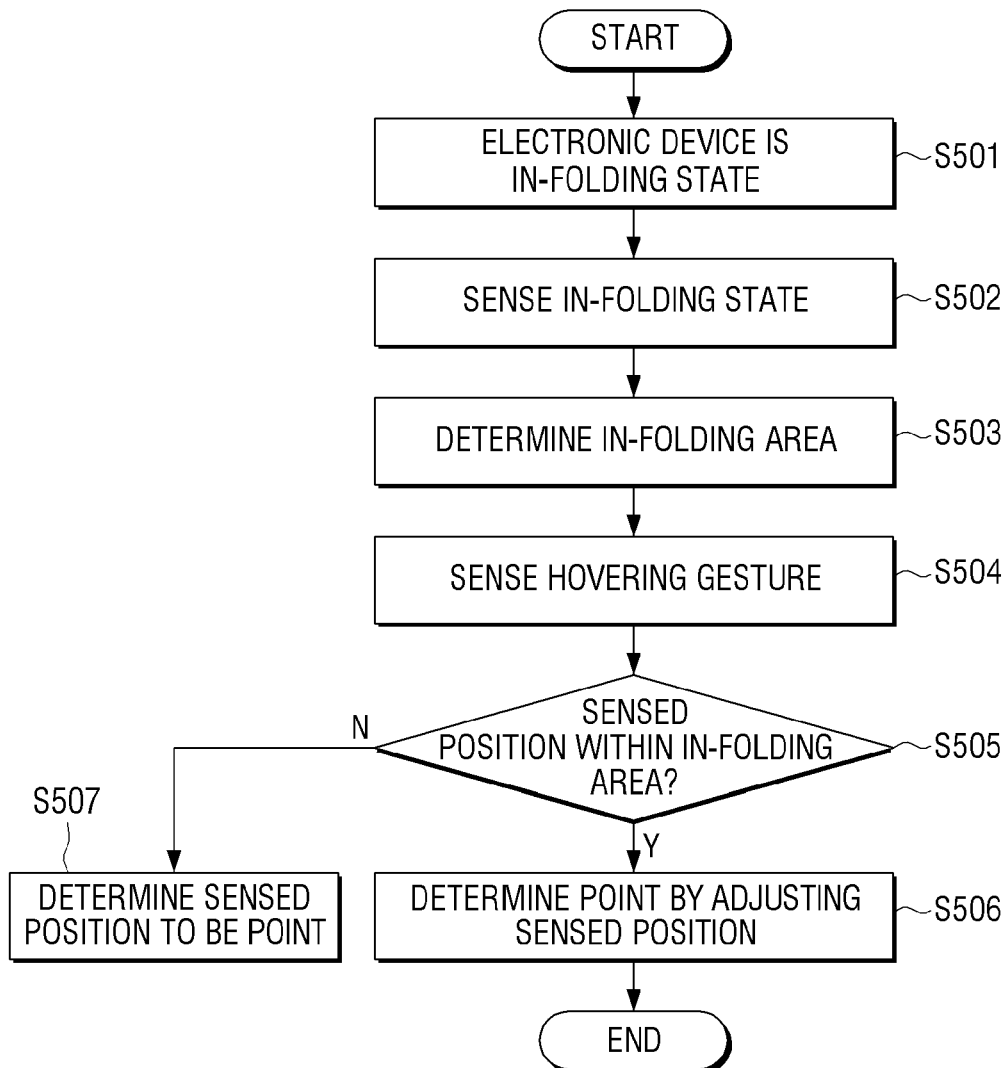 START
ELECTRONIC DEVICE IS
IN-FOLDING STATE
S501
SENSE IN-FOLDING STATE
S502
DETERMINE IN-FOLDING AREA
S503
SENSE HOVERING GESTURE
S504
SENSED
POSITION WITHIN IN-FOLDING
AREA?
S505
N
Y
S507
DETERMINE SENSED
POSITION TO BE POINT
DETERMINE POINT BY ADJUSTING
SENSED POSITION
S506
END